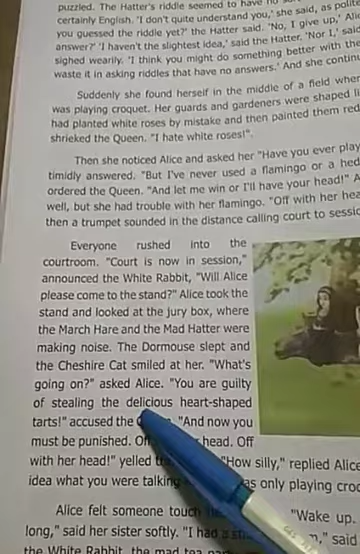 puzzled. The Hatter's riddle seemed to have no
certainly English. 'I don't quite understand you,' she said, as polite
you guessed the riddle yet?' the Hatter said. 'No, I give up,'
answer?' 'I haven't the slightest idea,' said the Hatter. 'Nor I,' said
sighed wearily. 'I think you might do something better with the
waste it in asking riddles that have no answers.' And she continu
Suddenly she found herself in the middle of a field whe
was playing croquet. Her guards and gardeners were shaped li
had planted white roses by mistake and then painted them red
shrieked the Queen. "I hate white roses!".
Then she noticed Alice and asked her "Have you ever play
timidly answered. "But I've never used a flamingo or a hed
ordered the Queen. "And let me win or I'll have your head!" A
well, but she had trouble with her flamingo. "Off with her hea
then a trumpet sounded in the distance calling court to sessic
Everyone rushed into the
courtroom. "Court is now in session,"
announced the White Rabbit, "Will Alice
please come to the stand?" Alice took the
stand and looked at the jury box, where
the March Hare and the Mad Hatter were
making noise. The Dormouse slept and
the Cheshire Cat smiled at her. "What's
going on?" asked Alice. "You are guilty
of stealing the delicious heart-shaped
tarts!" accused the "And now you
must be punished. head. Off
with her head!" yelled "How silly," replied Alice
idea what you were talking as only playing croq
Alice felt someone touch
"Wake up.
long," said her sister softly. "I had said
the White Rabbit, the mad tea